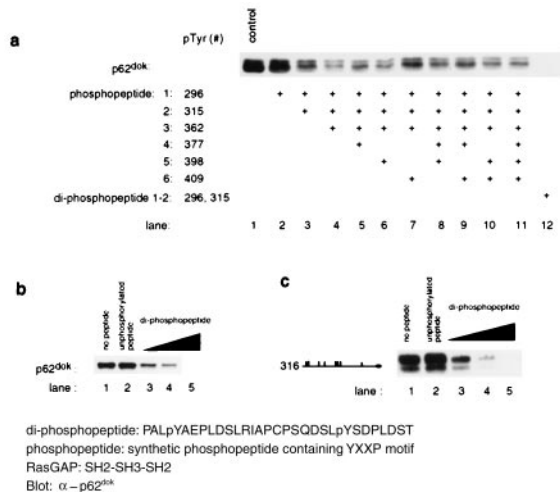 a
pTyr (#)
control
p62dok
phosphopeptide: 1: 296 + + + + + + + + + +
2: 315 + + + + + + + + +
3: 362 + + + + + + + +
4: 377 + + + +
5: 398 + + + +
6: 409 + + + +
di-phosphopeptide 1-2: 296, 315 +
lane: 1 2 3 4 5 6 7 8 9 10 11 12
b
no peptide
unphosphorylated peptide
di-phosphopeptide
p62dok :
lane : 1 2 3 4 5
c
no peptide
unphosphorylated peptide
di-phosphopeptide
316
lane : 1 2 3 4 5
di-phosphopeptide: PALpYAEPLDSLRIAPCPSQDSLpYSDPLDST
phosphopeptide: synthetic phosphopeptide containing YXXP motif
RasGAP: SH2-SH3-SH2
Blot: α–p62dok